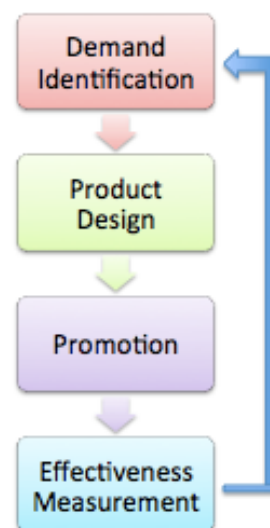 Demand
Identification
Product
Design
Promotion
Effectiveness
Measurement